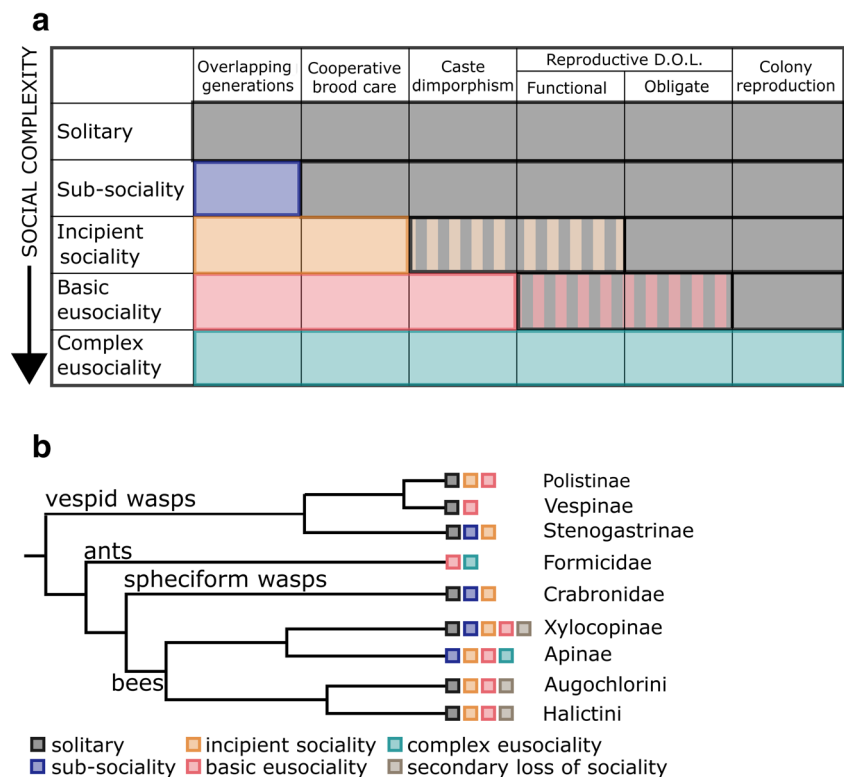 a
SOCIAL COMPLEXITY
Overlapping
generations
Cooperative
brood care
Caste
dimporphism
Reproductive D.O.L.
Functional
Obligate
Colony
reproduction
Solitary
Sub-sociality
Incipient
sociality
Basic
eusociality
Complex
eusociality
b
vespid wasps
ants
spheciform wasps
bees
Polistinae
Vespinae
Stenogastrinae
Formicidae
Crabronidae
Xylocopinae
Apinae
Augochlorini
Halictini
solitary
incipient sociality
complex eusociality
sub-sociality
basic eusociality
secondary loss of sociality